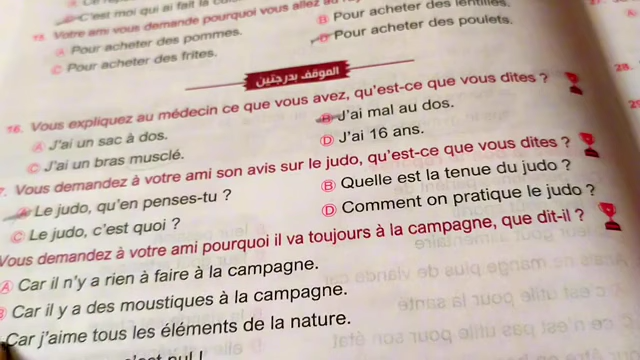 C'est moi qui ai fait la
15. Votre ami vous demande pourquoi vous allez au
A Pour acheter des pommes.
B Pour acheter des lentilles.
C Pour acheter des frites.
D Pour acheter des poulets.
الموقف بدرجتين
16. Vous expliquez au médecin ce que vous avez, qu'est-ce que vous dites ?
A J'ai un sac à dos.
B J'ai mal au dos.
C J'ai un bras musclé.
D J'ai 16 ans.
7. Vous demandez à votre ami son avis sur le judo, qu'est-ce que vous dites ?
A Le judo, qu'en penses-tu ?
B Quelle est la tenue du judo ?
C Le judo, c'est quoi ?
D Comment on pratique le judo ?
Vous demandez à votre ami pourquoi il va toujours à la campagne, que dit-il ?
A Car il n'y a rien à faire à la campagne.
B Car il y a des moustiques à la campagne.
Car j'aime tous les éléments de la nature.
c'est nul !
28.